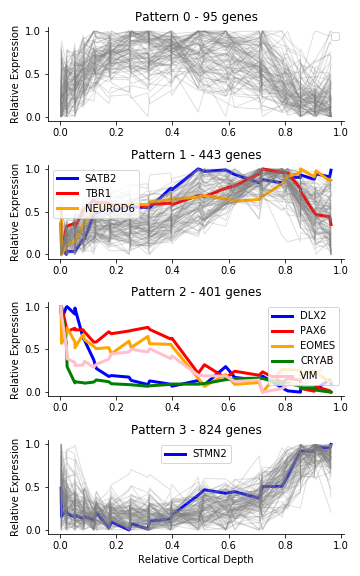 Pattern 0 - 95 genes
Relative Expression
1.0
0.5
0.0
0.0 0.2 0.4 0.6 0.8 1.0
Pattern 1 - 443 genes
Relative Expression
1.0
0.5
0.0
SATB2
TBR1
NEUROD6
0.0 0.2 0.4 0.6 0.8 1.0
Pattern 2 - 401 genes
Relative Expression
1.0
0.5
0.0
DLX2
PAX6
EOMES
CRYAB
VIM
0.0 0.2 0.4 0.6 0.8 1.0
Pattern 3 - 824 genes
Relative Expression
1.0
0.5
0.0
STMN2
0.0 0.2 0.4 0.6 0.8 1.0
Relative Cortical Depth